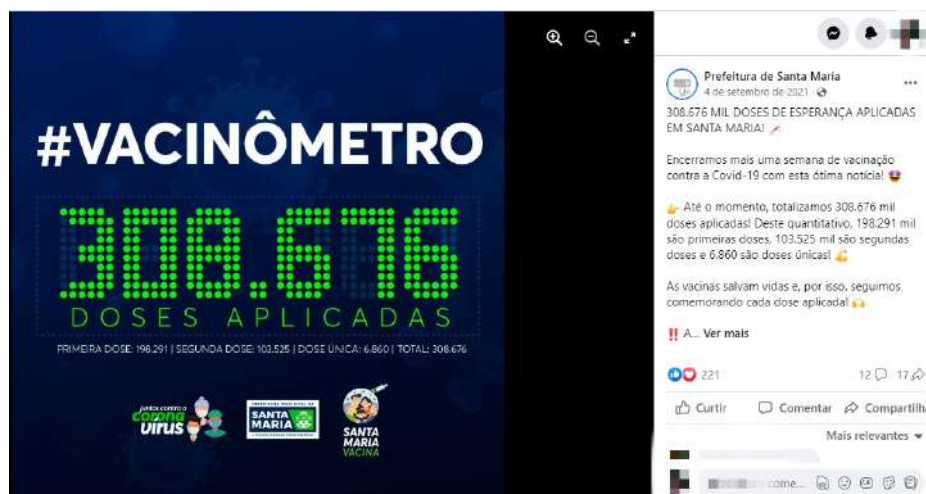 #VACINÔMETRO
308.676
DOSES APLICADAS
PRIMEIRA DOSE: 198.291 | SEGUNDA DOSE: 103.525 | DOSE ÚNICA: 6.860 | TOTAL: 308.676
juntos contra o
corona
vírus
SANTA
MARIA
SANTA
MARIA
VACINA
Prefeitura de Santa Maria
4 de setembro de 2021 ·
308.676 MIL DOSES DE ESPERANÇA APLICADAS
EM SANTA MARIA!
Encerramos mais uma semana de vacinação
contra a Covid-19 com esta ótima notícia!
Até o momento, totalizamos 308.676 mil
doses aplicadas! Deste quantitativo, 198.291 mil
são primeiras doses, 103.525 mil são segundas
doses e 6.860 são doses únicas!
As vacinas salvam vidas e, por isso, seguimos
comemorando cada dose aplicada!
‼ A... Ver mais
221
12
17
Curtir
Comentar
Compartilh
Mais relevantes
come...